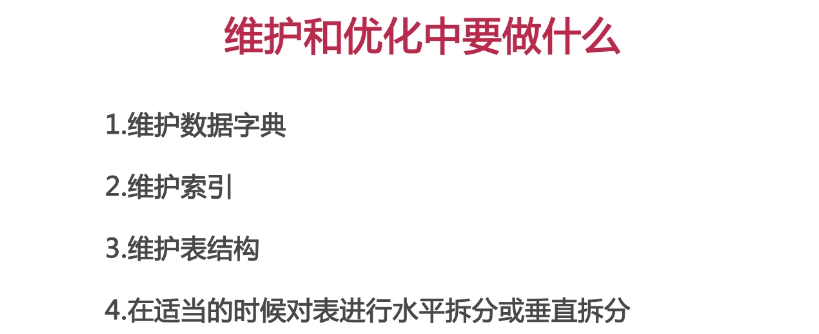 维护和优化中要做什么
1.维护数据字典
2.维护索引
3.维护表结构
4.在适当的时候对表进行水平拆分或垂直拆分